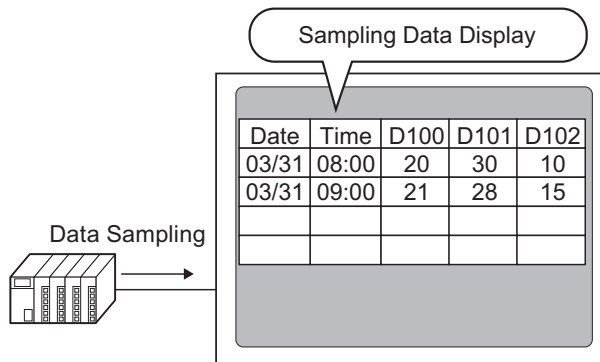 Sampling Data Display
Date Time D100 D101 D102
03/31 08:00 20 30 10
03/31 09:00 21 28 15
Data Sampling